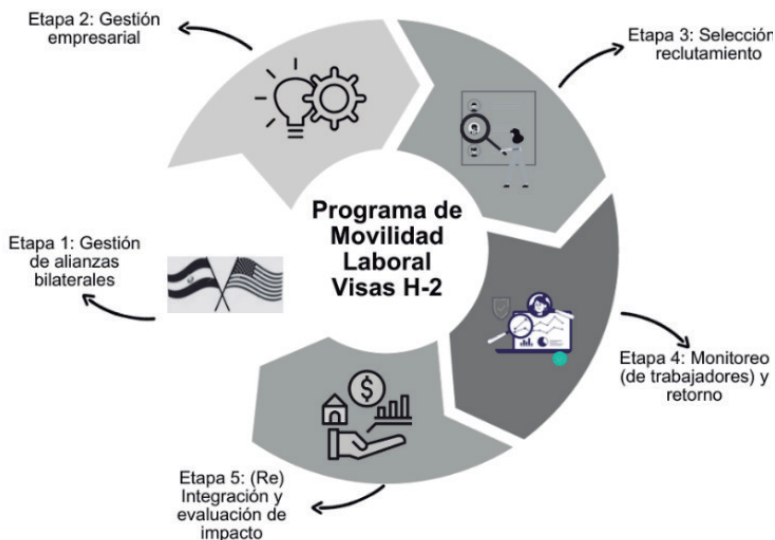 Etapa 2: Gestión
empresarial
Etapa 3: Selección
reclutamiento
Programa de
Movilidad
Laboral
Visas H-2
Etapa 1: Gestión
de alianzas
bilaterales
Etapa 4: Monitoreo
(de trabajadores) y
retorno
Etapa 5: (Re)
Integración y
evaluación de
impacto
$